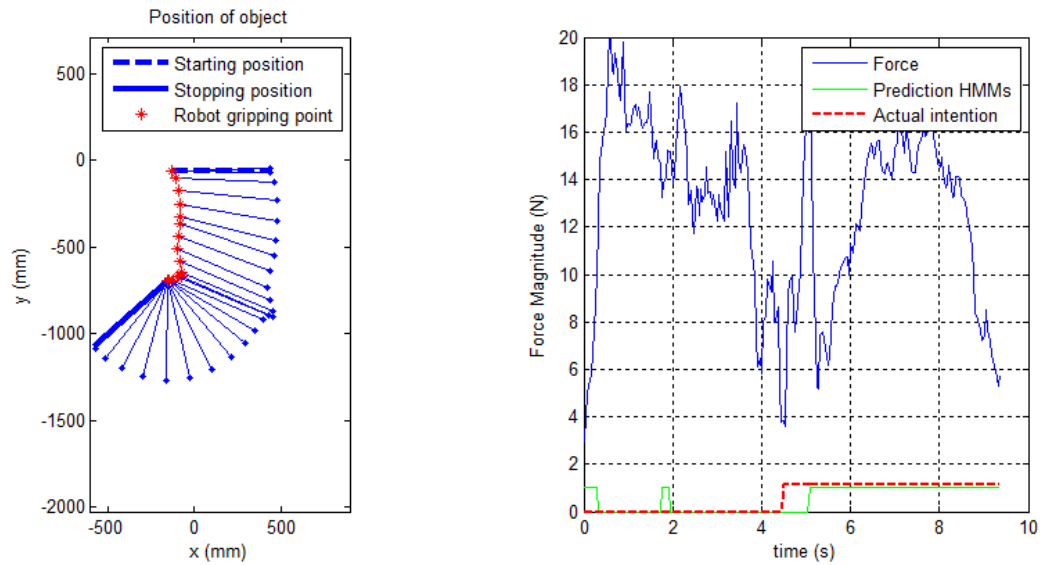 Position of object
Starting position
Stopping position
Robot gripping point
500
0
-500
-1000
-1500
-2000
y (mm)
-500
0
500
x (mm)
Force
Prediction HMMs
Actual intention
20
18
16
14
12
10
8
6
4
2
0
Force Magnitude (N)
0
2
4
6
8
10
time (s)